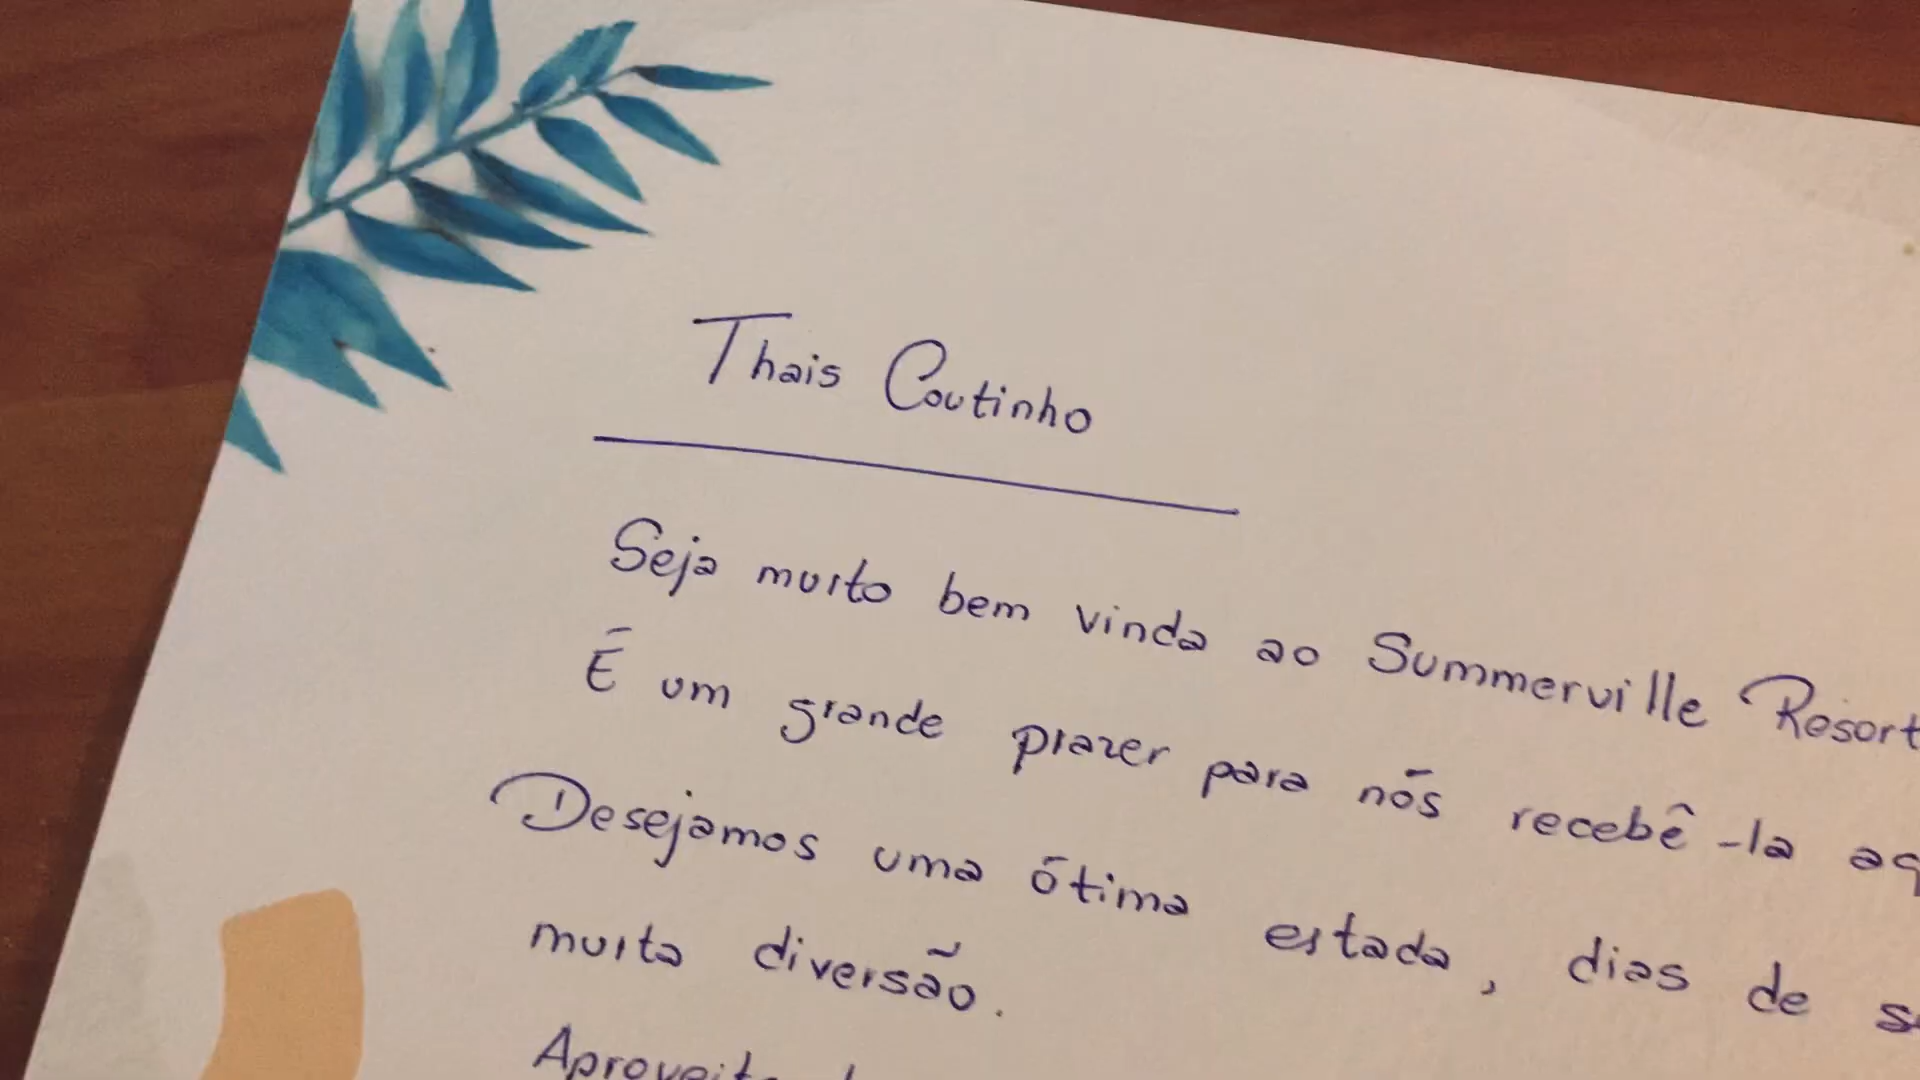 Thais Coutinho
Seja muito bem vinda ao Summerville Resort
É um grande prazer para nós recebê-la
Desejamos uma ótima estada, dias de
muita diversão.